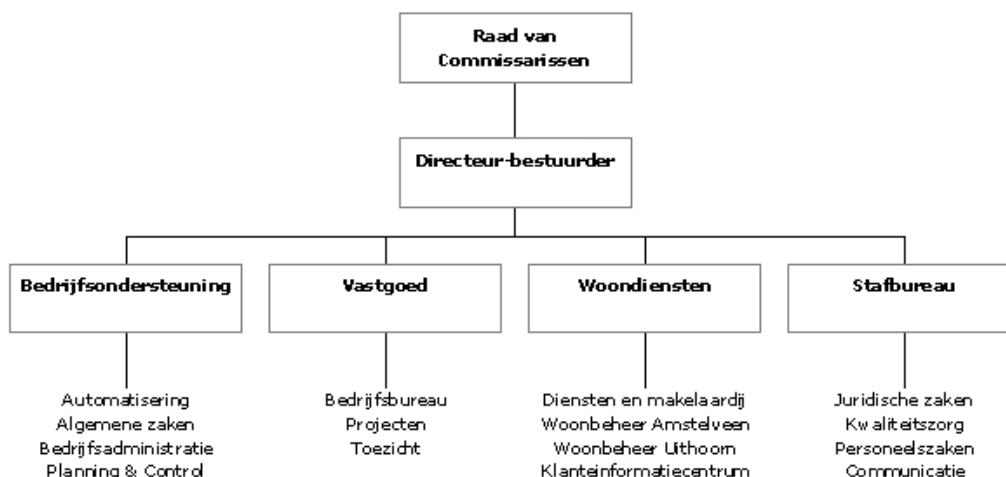 Raad van
Commissarissen
Directeur-bestuurder
Bedrijfsondersteuning
Vastgoed
Woondiensten
Stafbureau
Automatisering
Algemene zaken
Bedrijfsadministratie
Planning & Control
Bedrijfsbureau
Projecten
Toezicht
Diensten en makelaardij
Woonbeheer Amstelveen
Woonbeheer Uithoorn
Klanteinformatiecentrum
Juridische zaken
Kwaliteitszorg
Personeelszaken
Communicatie